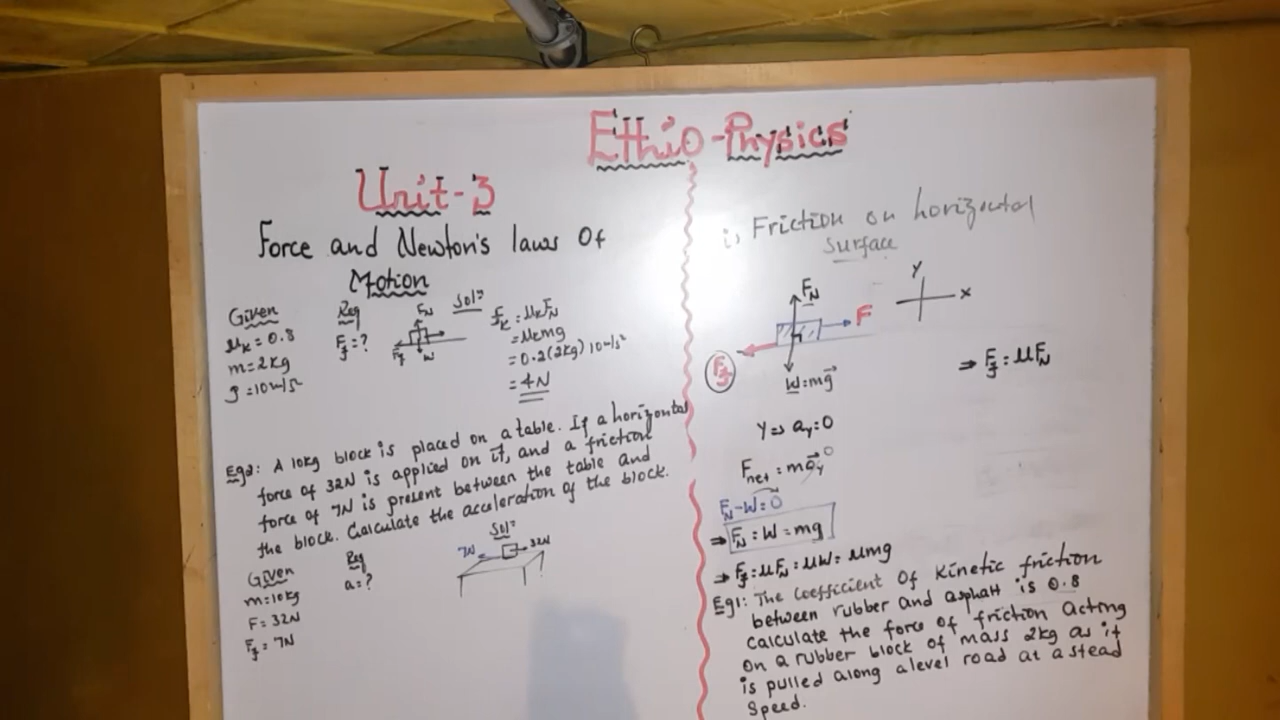 Ethio-Physics
Unit-3
Force and Newton's laws Of
Motion
Given
μk = 0.8
m = 2kg
g = 10m/s²
Req
Ff = ?
FN
Ff
W
Solⁿ
fk = μkFN
= μkmg
= 0.2(2kg) 10m/s²
= 4N
Eg2: A 10kg block is placed on a table. If a horizontal
force of 32N is applied on it, and a friction
force of 7N is present between the table and
the block. Calculate the acceleration of the block.
Given
m = 10kg
F = 32N
Ff = 7N
Req
a = ?
Solⁿ
7N
32N
i, Friction on horizontal
surface
FN
F
Ff
W = mg⃗
Y
X
⇒ Ff = μFN
Y ⇒ ay = 0
Fnet = ma⃗y 0
FN - W = 0
⇒ FN = W = mg
⇒ Ff = μFN = μW = μmg
Eg1: The coefficient Of Kinetic friction
between rubber and asphalt is 0.8
Calculate the force of friction acting
on a rubber block of mass 2kg as it
is pulled along a level road at a stead
Speed.